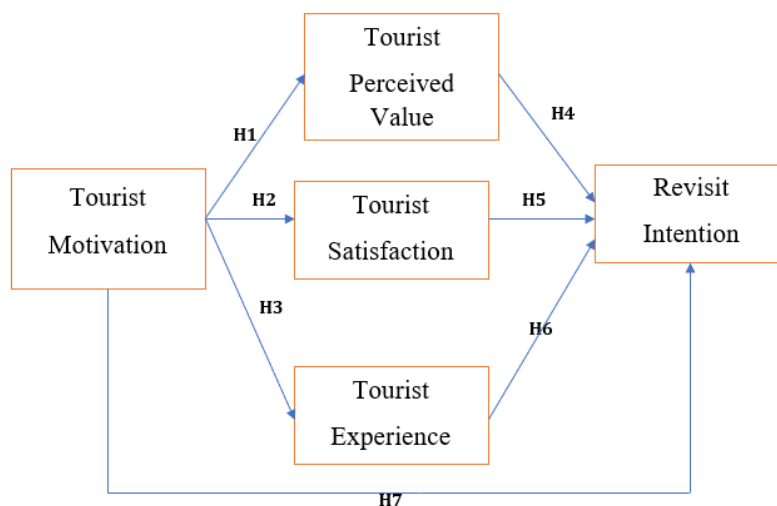 Tourist
Perceived
Value
H1
H4
Tourist
Motivation
H2
Tourist
Satisfaction
H5
Revisit
Intention
H3
H6
Tourist
Experience
H7